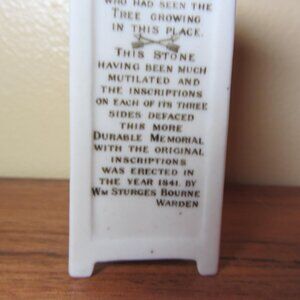 WHO HAD SEEN THE
TREE GROWING
IN THIS PLACE.
THIS STONE
HAVING BEEN MUCH
MUTILATED AND THE
INSCRIPTIONS
ON EACH OF ITS THREE
SIDES DEFACED
THIS MORE
DURABLE MEMORIAL
WITH THE ORIGINAL
INSCRIPTIONS
WAS ERECTED IN
THE YEAR 1841. BY
WM STURGES BOURNE
WARDEN